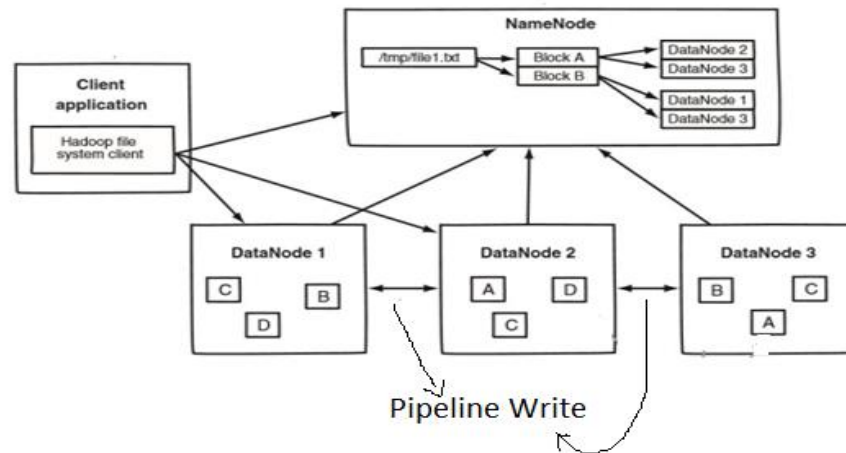 NameNode
/tmp/file1.txt
Block A
Block B
DataNode 2
DataNode 3
DataNode 1
DataNode 3
Client
application
Hadoop file
system client
DataNode 1
C
B
D
DataNode 2
A
D
C
DataNode 3
B
C
A
Pipeline Write